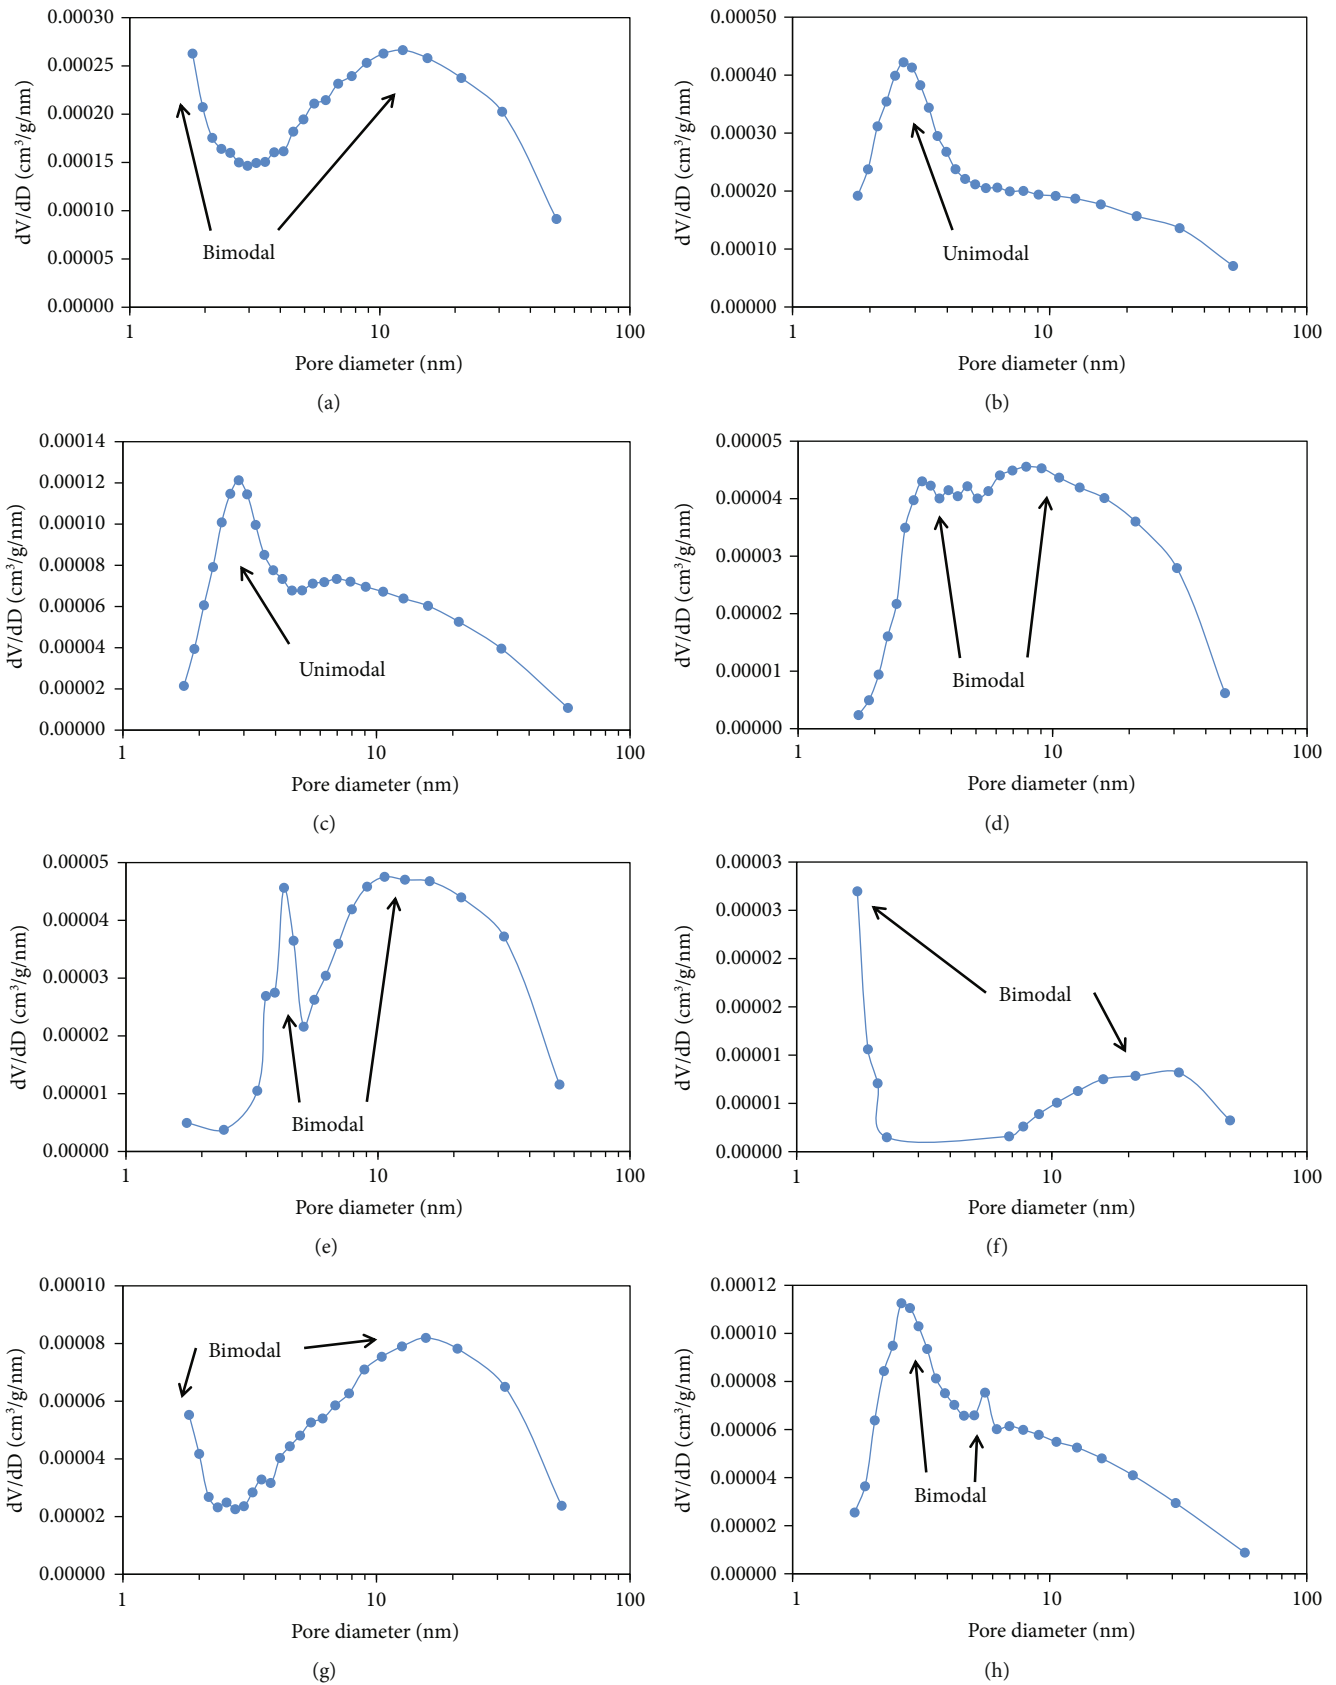 0.00030
0.00025
0.00020
0.00015
0.00010
0.00005
0.00000
dV/dD (cm³/g/nm)
Bimodal
1 10 100
Pore diameter (nm)
(a)
0.00050
0.00040
0.00030
0.00020
0.00010
0.00000
dV/dD (cm³/g/nm)
Unimodal
1 10 100
Pore diameter (nm)
(b)
0.00014
0.00012
0.00010
0.00008
0.00006
0.00004
0.00002
0.00000
dV/dD (cm³/g/nm)
Unimodal
1 10 100
Pore diameter (nm)
(c)
0.00005
0.00004
0.00003
0.00002
0.00001
0.00000
dV/dD (cm³/g/nm)
Bimodal
1 10 100
Pore diameter (nm)
(d)
0.00005
0.00004
0.00003
0.00002
0.00001
0.00000
dV/dD (cm³/g/nm)
Bimodal
1 10 100
Pore diameter (nm)
(e)
0.00003
0.00003
0.00002
0.00002
0.00001
0.00001
0.00000
dV/dD (cm³/g/nm)
Bimodal
1 10 100
Pore diameter (nm)
(f)
0.00010
0.00008
0.00006
0.00004
0.00002
0.00000
dV/dD (cm³/g/nm)
Bimodal
1 10 100
Pore diameter (nm)
(g)
0.00012
0.00010
0.00008
0.00006
0.00004
0.00002
0.00000
dV/dD (cm³/g/nm)
Bimodal
1 10 100
Pore diameter (nm)
(h)